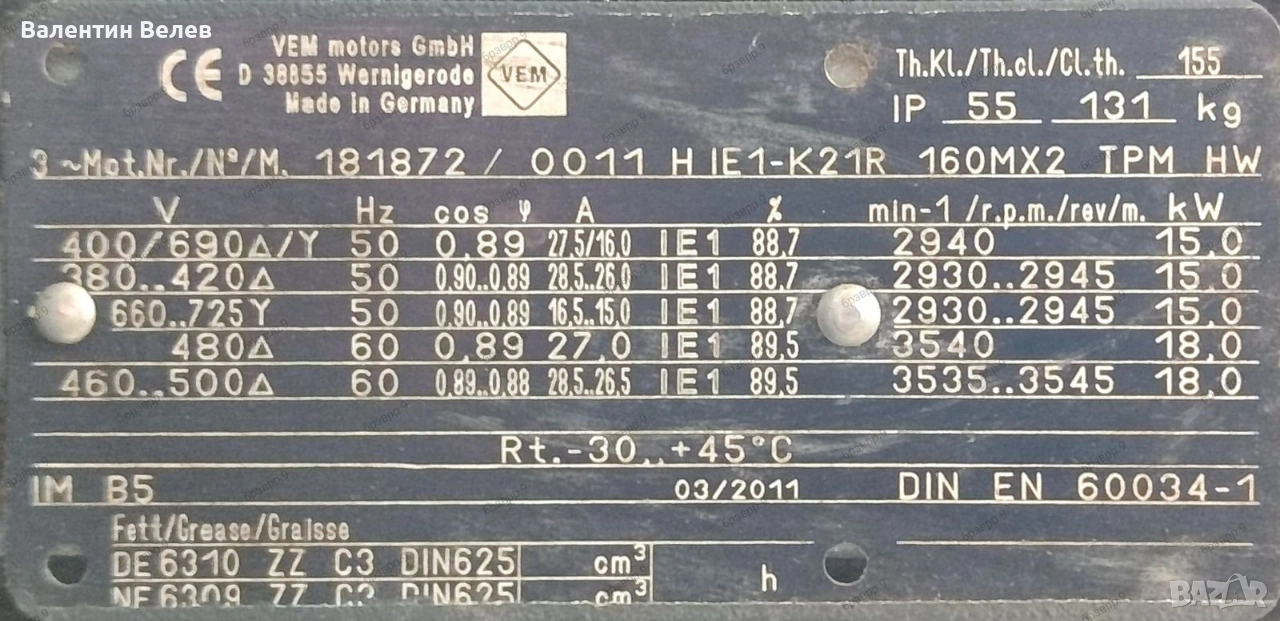 Валентин Велев
VEM motors GmbH
D 38855 Wernigerode
Made in Germany
CE
VEM
Th.Kl./Th.cl./Cl.th. 155
IP 55 131 kg
3 ~Mot.Nr./N°/M. 181872 / 0011 H IE1-K21R 160MX2 TPM HW
V Hz cos φ A % min-1 /r.p.m./rev/m. kW
400/690Δ/Y 50 0,89 27,5/16,0 IE1 88,7 2940 15,0
380..420Δ 50 0,90..0,89 28,5..26,0 IE1 88,7 2930..2945 15,0
660..725Y 50 0,90..0,89 16,5..15,0 IE1 88,7 2930..2945 15,0
480Δ 60 0,89 27,0 IE1 89,5 3540 18,0
460..500Δ 60 0,89..0,88 28,5..26,5 IE1 89,5 3535..3545 18,0
Rt.-30..+45°C
IM B5 03/2011 DIN EN 60034-1
Fett/Grease/Graisse
DE 6310 ZZ C3 DIN625 cm³
h
NE 6309 ZZ C3 DIN625 cm³
BAZAR